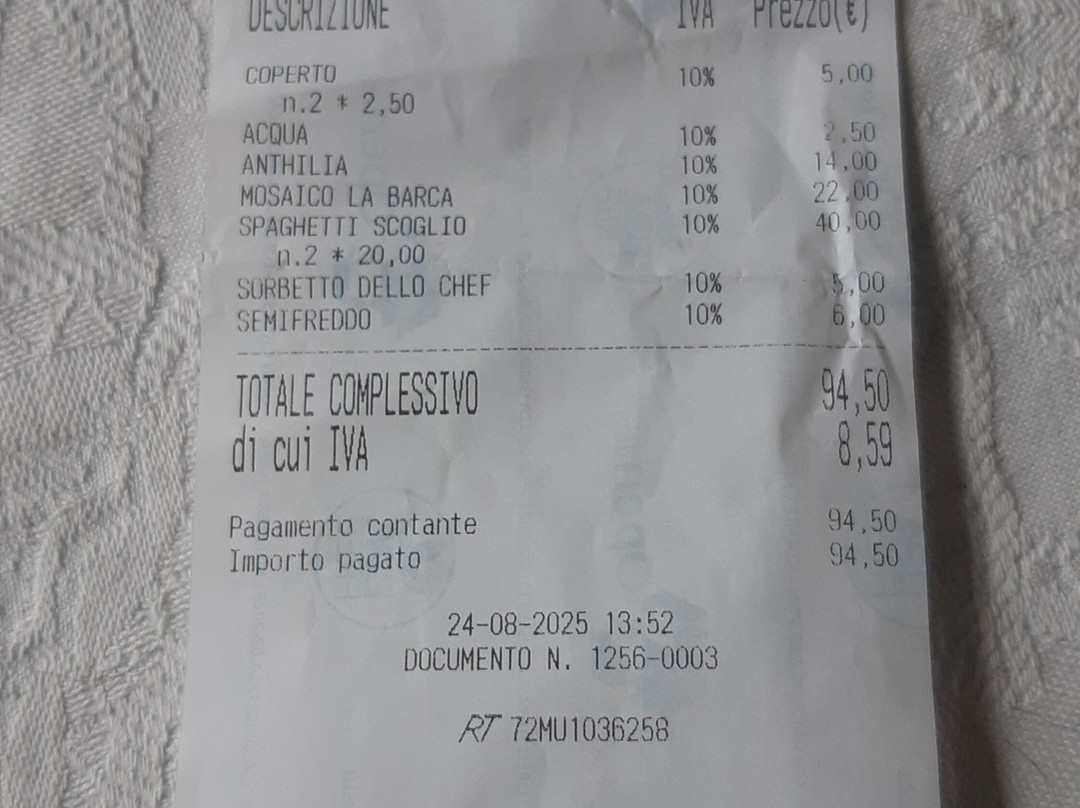 DESCRIZIONE IVA Prezzo(€)
COPERTO 10% 5,00
n.2 * 2,50
ACQUA 10% 2,50
ANTHILIA 10% 14,00
MOSAICO LA BARCA 10% 22,00
SPAGHETTI SCOGLIO 10% 40,00
n.2 * 20,00
SORBETTO DELLO CHEF 10% 5,00
SEMIFREDDO 10% 6,00
TOTALE COMPLESSIVO 94,50
di cui IVA 8,59
Pagamento contante 94,50
Importo pagato 94,50
24-08-2025 13:52
DOCUMENTO N. 1256-0003
RT 72MU1036258